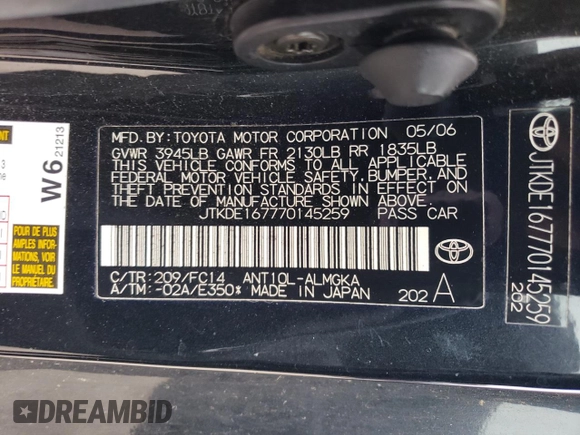 MFD. BY: TOYOTA MOTOR CORPORATION 05/06
GVWR 3945LB GAWR FR 2130LB RR 1835LB
THIS VEHICLE CONFORMS TO ALL APPLICABLE
FEDERAL MOTOR VEHICLE SAFETY, BUMPER, AND
THEFT PREVENTION STANDARDS IN EFFECT ON
THE DATE OF MANUFACTURE SHOWN ABOVE.
JTKDE167770145259 PASS CAR
C/TR: 209/FC14 ANT10L-ALMGKA
A/TM: -02A/E350* MADE IN JAPAN 202 A
JTKDE167770145259
202
W6
21213
POUR DE PLUS
AMPLES INFOR-
MATIONS, VOIR
LE MANUEL DU
PROPRIÉTAIRE.
DREAMBID